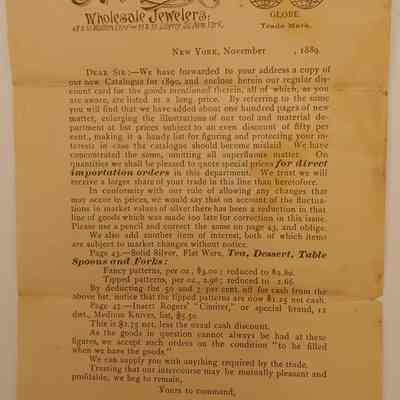 Wholesale Jewelers,
GLOBE
Trade Mark.
NEW YORK, November , 1889.
DEAR SIR:—We have forwarded to your address a copy of
our new Catalogue for 1890, and enclose herein our regular dis-
count card for the goods mentioned therein, all of which, as you
are aware, are listed at a long price. By referring to the same
you will find that we have added about one hundred pages of new
matter, enlarging the illustrations of our tool and material de-
partment at list prices subject to an even discount of fifty per
cent., making it a handy list for figuring and protecting your in-
terests in case the catalogue should become mislaid. We have
concentrated the same, omitting all superfluous matter. On
quantities we shall be pleased to quote special prices for direct
importation orders in this department. We trust we will
receive a larger share of your trade in this line than heretofore.
In conformity with our rule of allowing any changes that
may occur in prices, we would say that on account of the fluctua-
tions in market values of silver there has been a reduction in that
line of goods which was made too late for correction in this issue.
Please use a pencil and correct the same on page 43, and oblige.
We also add another item of interest, both of which items
are subject to market changes without notice.
Page 43.—Solid Silver, Flat Ware, Tea, Dessert, Table
Spoons and Forks:
Fancy patterns, per oz., $3.00; reduced to $2.80.
Tipped patterns, per oz., 2.90; reduced to 2.66.
By deducting the 50 and 5 per cent. off for cash from the
above list, notice that the tipped patterns are now $1.25 net cash.
Page 45.—Insert Rogers' "Cimiter," or special brand, 12
dwt., Medium Knives, list, $5.50
This is $2.75 net, less the usual cash discount.
As the goods in question cannot always be had at these
figures, we accept such orders on the condition "to be filled
when we have the goods."
We can supply you with anything required by the trade.
Trusting that our intercourse may be mutually pleasant and
profitable, we beg to remain,
Yours to command,